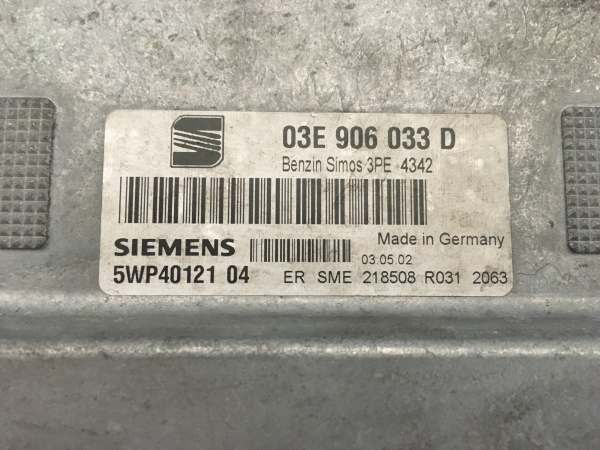 03E 906 033 D
Benzin Simos 3PE 4342
SIEMENS
Made in Germany
03.05.02
5WP40121 04 ER SME 218508 R031 2063